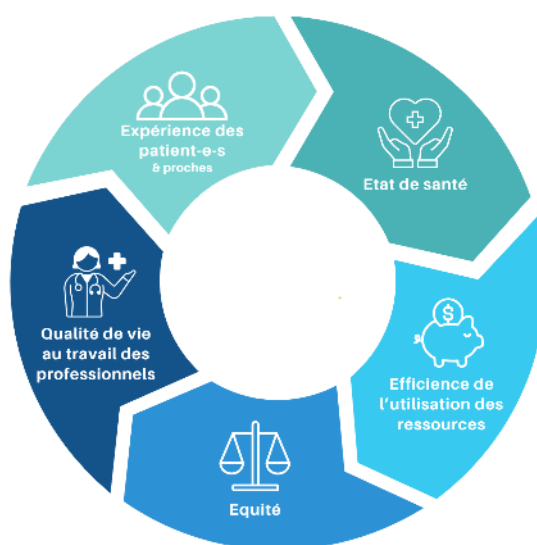 Expérience des
patient-e-s
& proches
Etat de santé
Efficience de
l'utilisation des
ressources
Equité
Qualité de vie
au travail des
professionnels
$